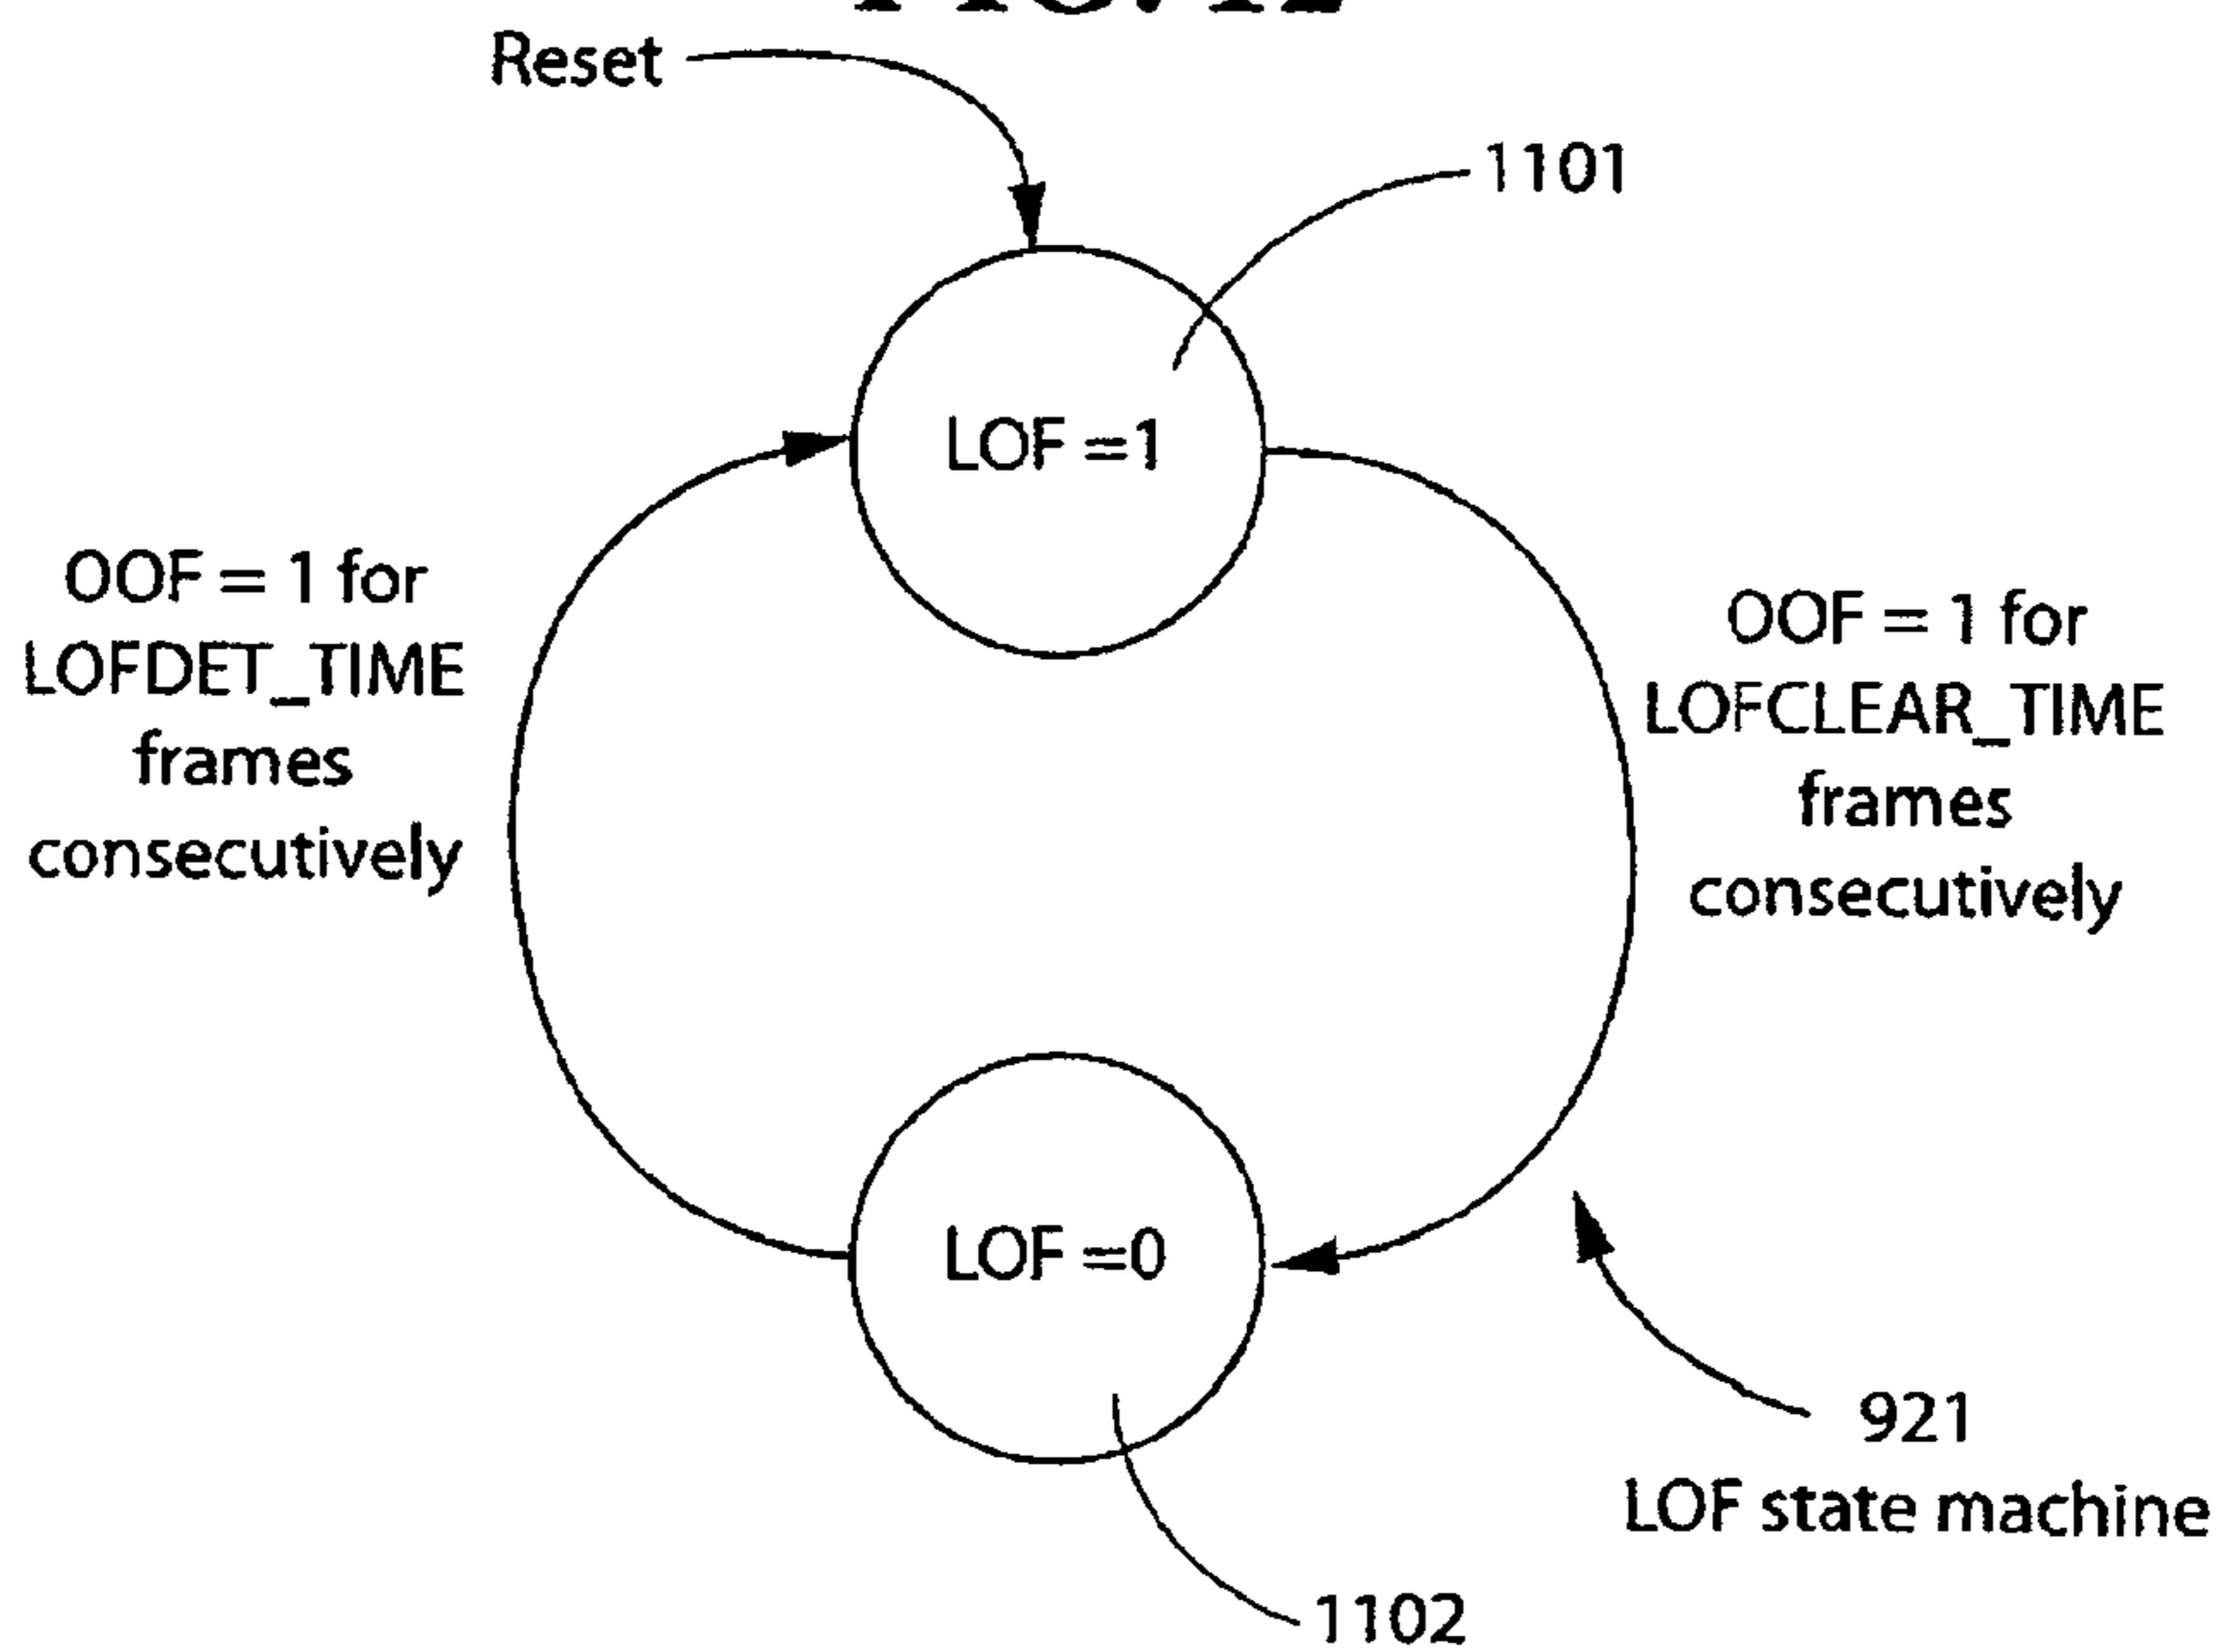 Reset
1101
LOF =1
OOF = 1 for
LOFDET_TIME
frames
consecutively
OOF = 1 for
LOFCLEAR_TIME
frames
consecutively
LOF =0
921
LOF state machine
1102